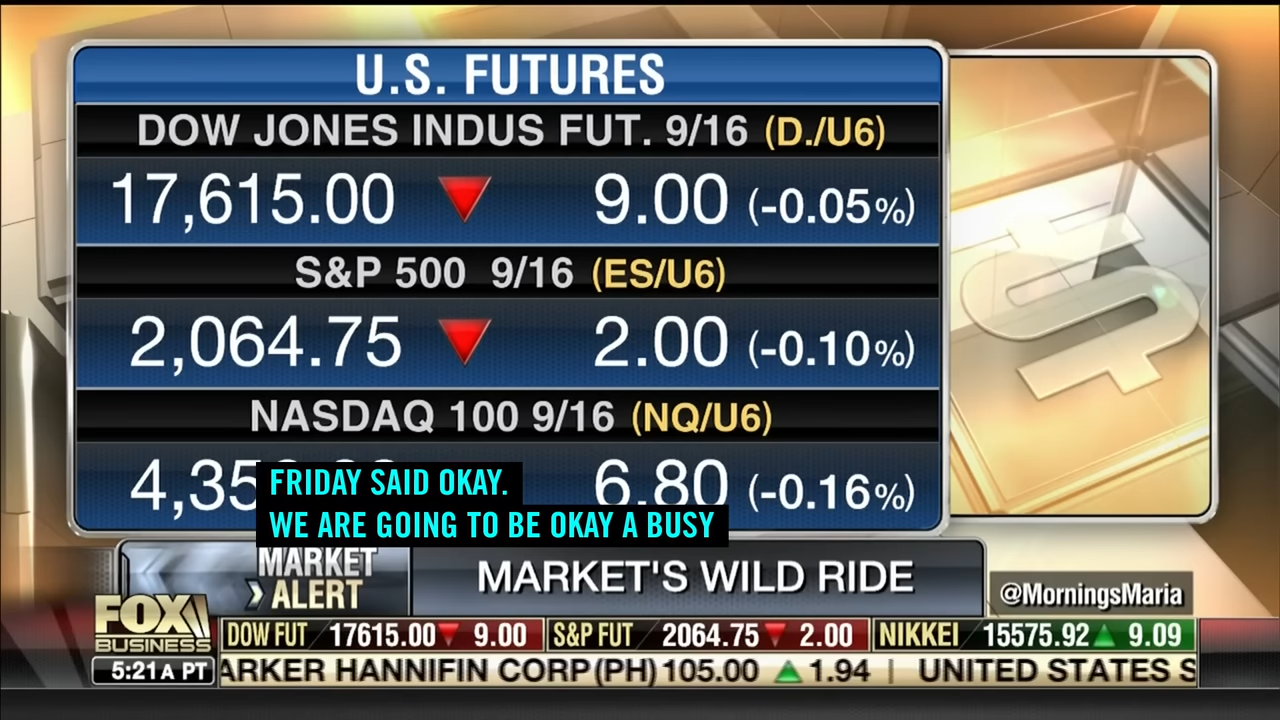 U.S. FUTURES
DOW JONES INDUS FUT. 9/16 (D./U6)
17,615.00 ▼ 9.00 (-0.05%)
S&P 500 9/16 (ES/U6)
2,064.75 ▼ 2.00 (-0.10%)
NASDAQ 100 9/16 (NQ/U6)
6.80 (-0.16%)
FRIDAY SAID OKAY.
WE ARE GOING TO BE OKAY A BUSY
MARKET
ALERT
MARKET'S WILD RIDE
@MorningsMaria
FOX
BUSINESS
DOW FUT 17615.00 ▼ 9.00 S&P FUT 2064.75 ▼ 2.00 NIKKEI 15575.92 ▲ 9.09
5:21A PT
ARKER HANNIFIN CORP(PH) 105.00 ▲ 1.94 | UNITED STATES S